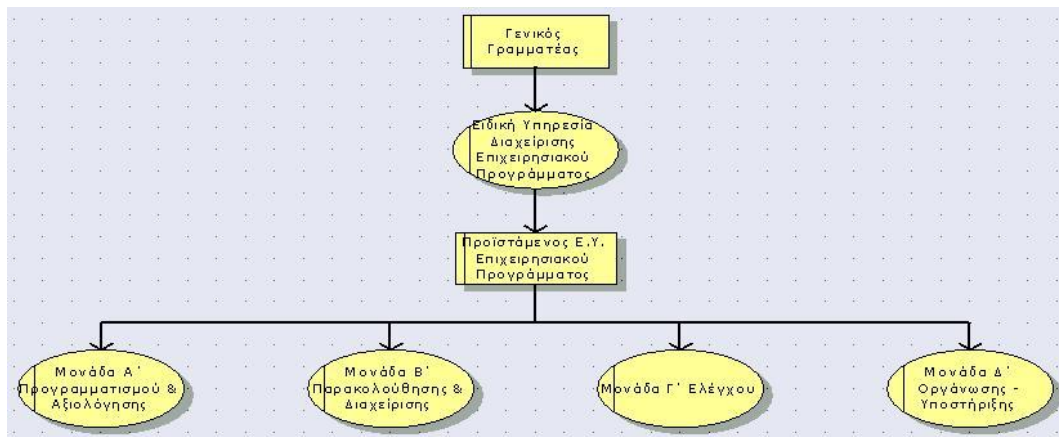 Γενικός
Γραμματέας
Ειδική Υπηρεσία
Διαχείρισης
Επιχειρησιακού
Προγράμματος
Προϊστάμενος Ε.Υ.
Επιχειρησιακού
Προγράμματος
Μονάδα Α΄
Προγραμματισμού &
Αξιολόγησης
Μονάδα Β΄
Παρακολούθησης &
Διαχείρισης
Μονάδα Γ΄ Ελέγχου
Μονάδα Δ΄
Οργάνωσης -
Υποστήριξης